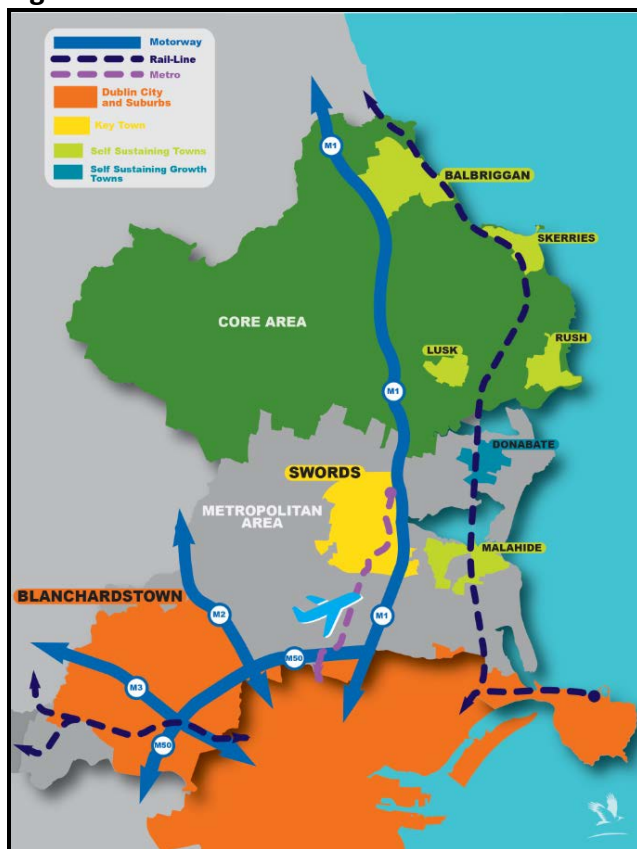 Motorway
Rail-Line
Metro
Dublin City
and Suburbs
Key Town
Self Sustaining Towns
Self Sustaining Growth
Towns
M1
BALBRIGGAN
SKERRIES
CORE AREA
LUSK
RUSH
M1
DONABATE
SWORDS
METROPOLITAN
AREA
MALAHIDE
BLANCHARDSTOWN
M2
M1
M50
M3
M50